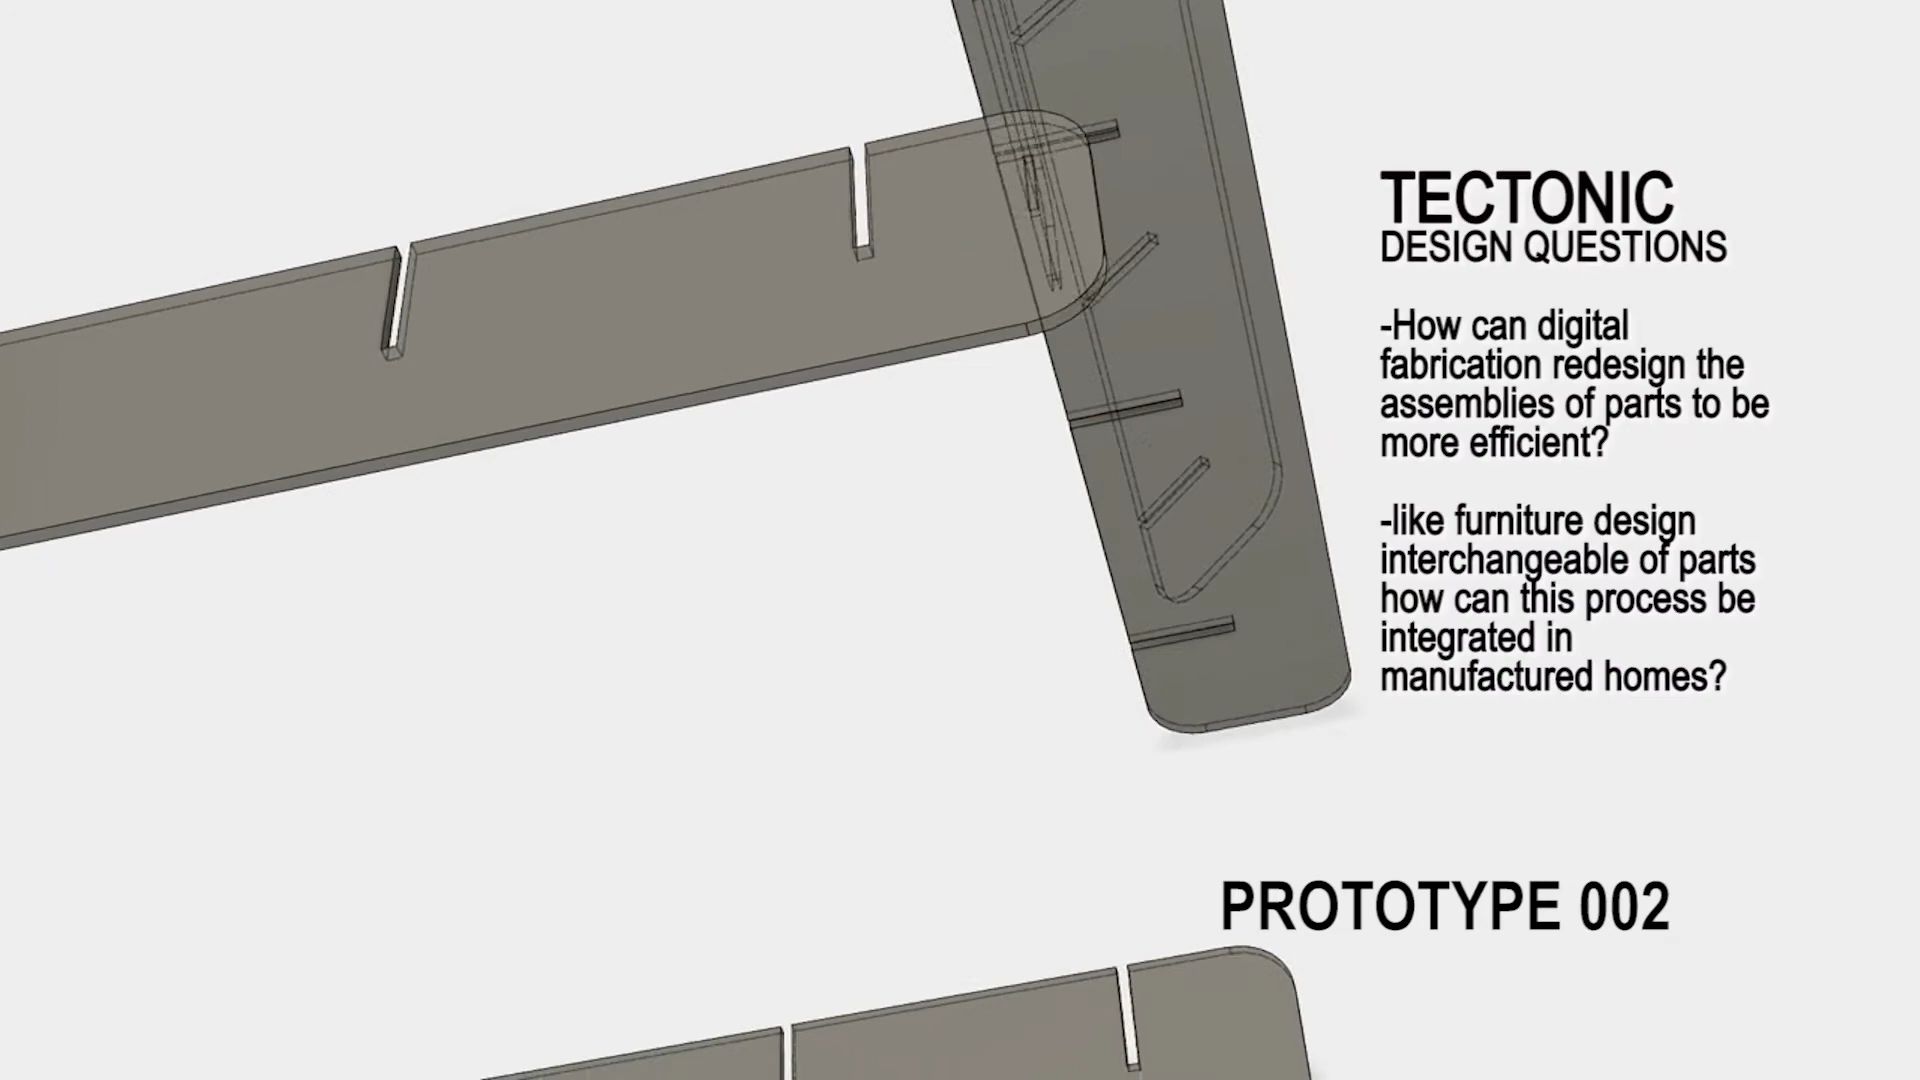 TECTONIC
DESIGN QUESTIONS
-How can digital
fabrication redesign the
assemblies of parts to be
more efficient?
-like furniture design
interchangeable of parts
how can this process be
integrated in
manufactured homes?
PROTOTYPE 002